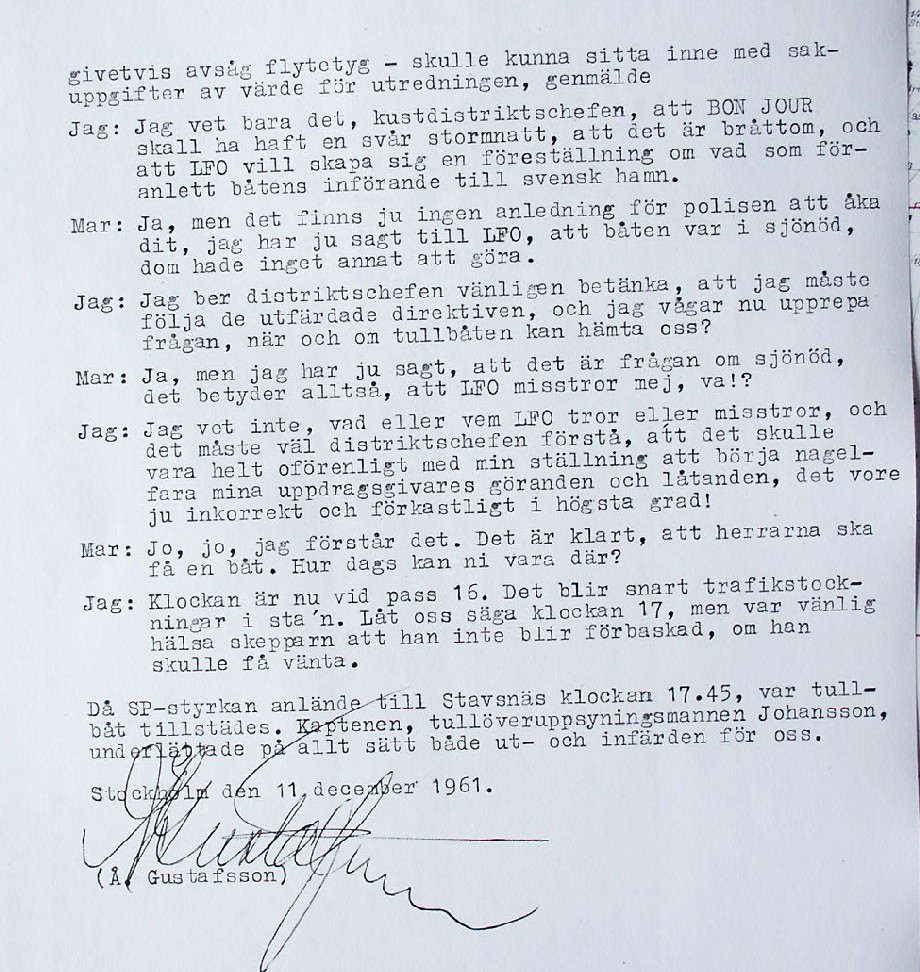 givetvis avsåg flytetyg - skulle kunna sitta inne med sak-
uppgifter av värde för utredningen, genmälde
Jag: Jag vet bara det, kustdistriktschefen, att BON JOUR
skall ha haft en svår stormnatt, att det är bråttom, och
att LFO vill skapa sig en föreställning om vad som för-
anlett båtens införande till svensk hamn.
Mar: Ja, men det finns ju ingen anledning för polisen att åka
dit, jag har ju sagt till LFO, att båten var i sjönöd,
dom hade inget annat att göra.
Jag: Jag ber distriktschefen vänligen betänka, att jag måste
följa de utfärdade direktiven, och jag vågar nu upprepa
frågan, när och om tullbåten kan hämta oss?
Mar: Ja, men jag har ju sagt, att det är frågan om sjönöd,
det betyder alltså, att LFO misstror mej, va!?
Jag: Jag vet inte, vad eller vem LFO tror eller misstror, och
det måste väl distriktschefen förstå, att det skulle
vara helt oförenligt med min ställning att börja nagel-
fara mina uppdragsgivares göranden och låtanden, det vore
ju inkorrekt och förkastligt i högsta grad!
Mar: Jo, jo, jag förstår det. Det är klart, att herrarna ska
få en båt. Hur dags kan ni vara där?
Jag: Klockan är nu vid pass 16. Det blir snart trafikstock-
ningar i sta'n. Låt oss säga klockan 17, men var vänlig
hälsa skepparn att han inte blir förbaskad, om han
skulle få vänta.
Då SP-styrkan anlände till Stavsnäs klockan 17.45, var tull-
båt tillstädes. Kaptenen, tullöveruppsyningsmannen Johansson,
underlättade på allt sätt både ut- och infärden för oss.
Stockholm den 11 december 1961.
(Å. Gustafsson)